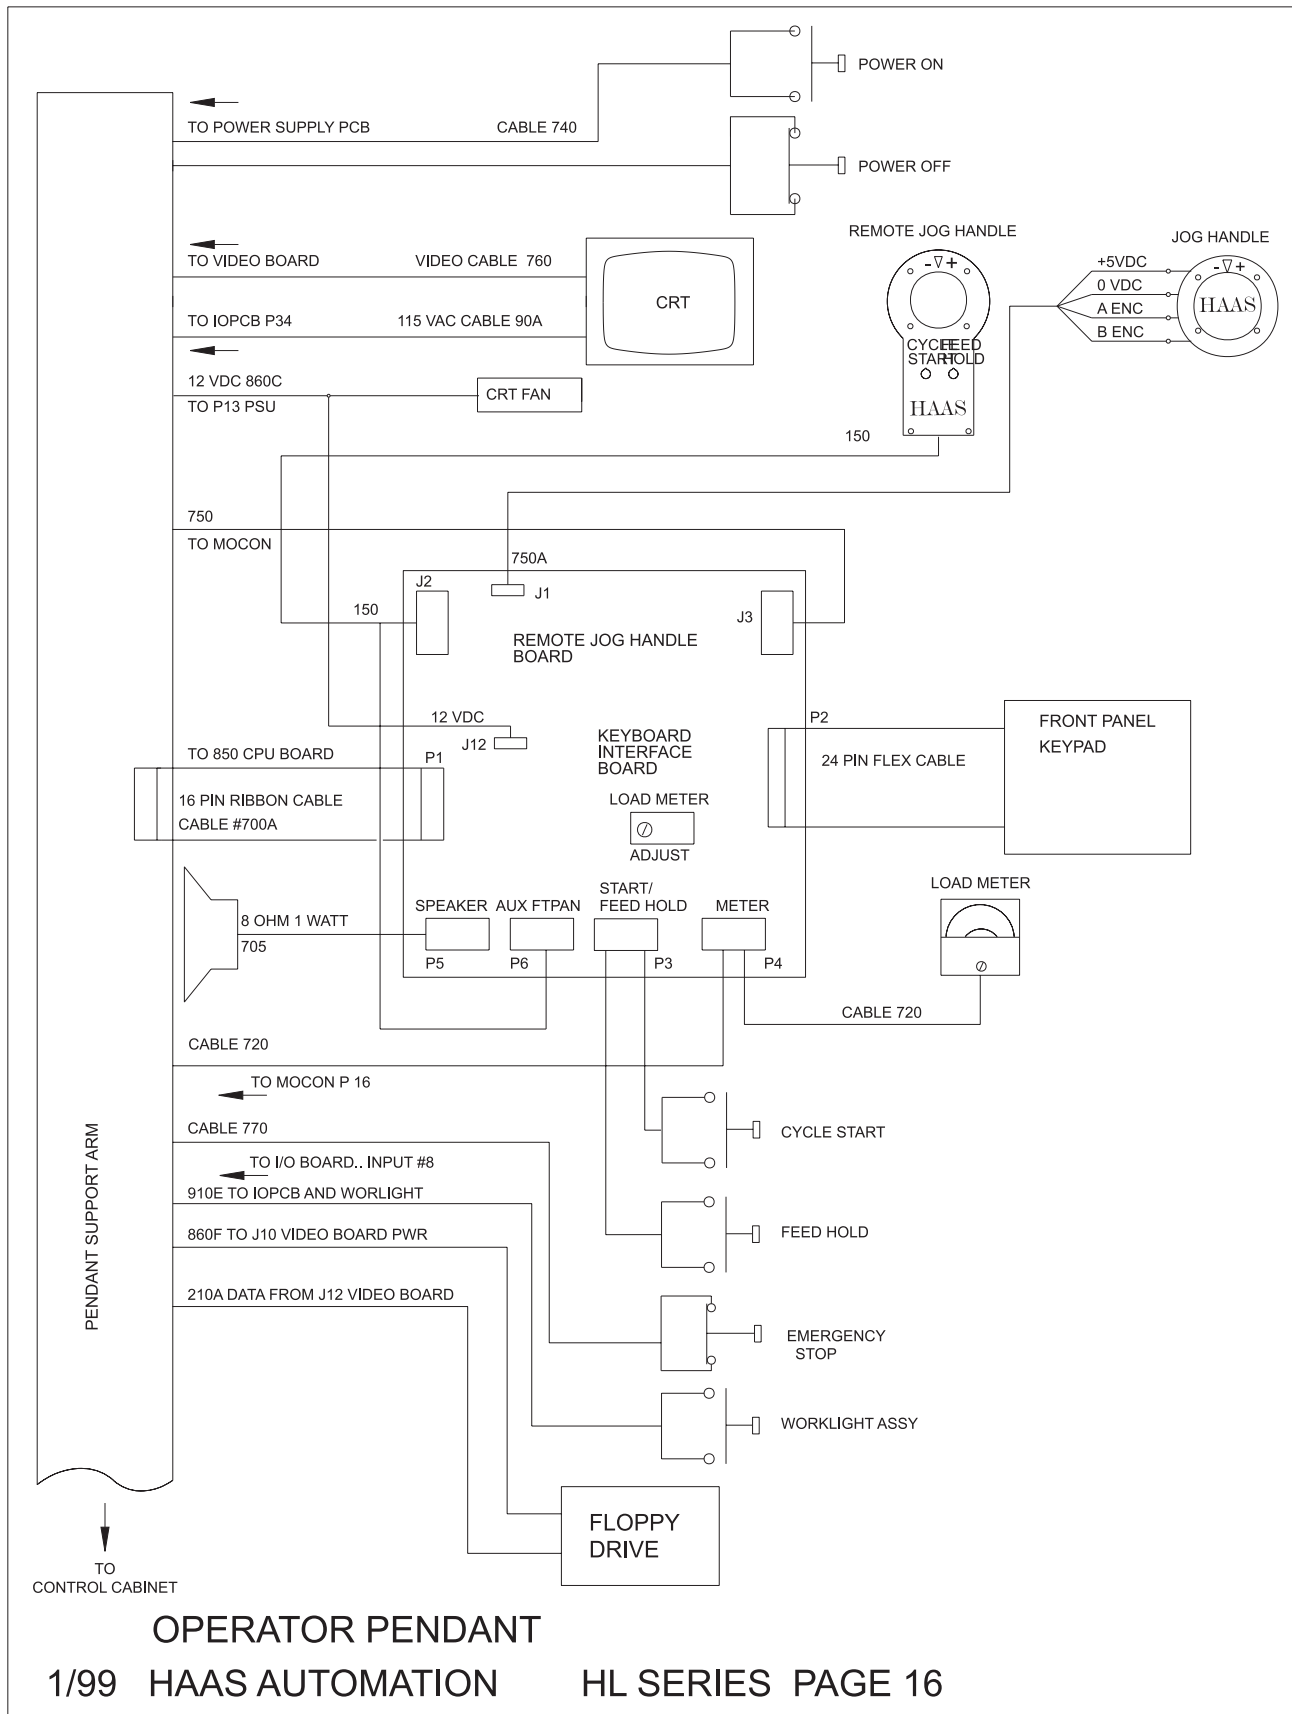 POWER ON
TO POWER SUPPLY PCB
CABLE 740
POWER OFF
REMOTE JOG HANDLE
JOG HANDLE
TO VIDEO BOARD
VIDEO CABLE 760
CRT
- +
+5VDC
0 VDC
A ENC
B ENC
- +
HAAS
TO IOPCB P34
115 VAC CABLE 90A
CYCLE
START
FEED
HOLD
HAAS
12 VDC 860C
TO P13 PSU
CRT FAN
150
750
TO MOCON
750A
J2
J1
150
J3
REMOTE JOG HANDLE
BOARD
12 VDC
J12
P2
FRONT PANEL
KEYPAD
KEYBOARD
INTERFACE
BOARD
TO 850 CPU BOARD
P1
24 PIN FLEX CABLE
16 PIN RIBBON CABLE
CABLE #700A
LOAD METER
ADJUST
LOAD METER
SPEAKER
AUX FTPAN
START/
FEED HOLD
METER
8 OHM 1 WATT
705
P5
P6
P3
P4
CABLE 720
CABLE 720
TO MOCON P 16
CABLE 770
CYCLE START
TO I/O BOARD.. INPUT #8
910E TO IOPCB AND WORLIGHT
860F TO J10 VIDEO BOARD PWR
FEED HOLD
210A DATA FROM J12 VIDEO BOARD
PENDANT SUPPORT ARM
EMERGENCY
STOP
WORKLIGHT ASSY
FLOPPY
DRIVE
TO
CONTROL CABINET
OPERATOR PENDANT
1/99 HAAS AUTOMATION HL SERIES PAGE 16